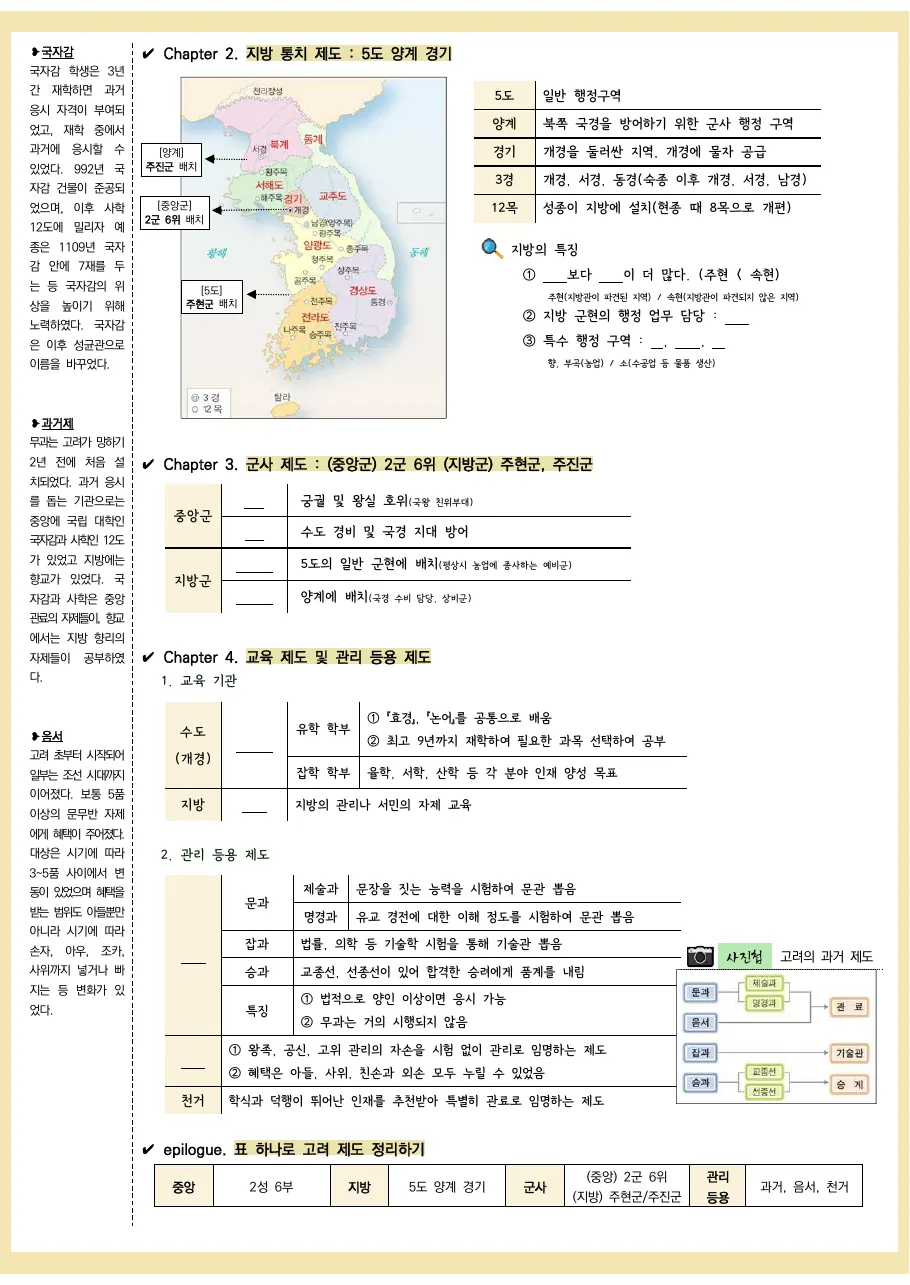 ❥국자감
국자감 학생은 3년
간 재학하면 과거
응시 자격이 부여되
었고, 재학 중에서
과거에 응시할 수
있었다. 992년 국
자감 건물이 준공되
었으며, 이후 사학
12도에 밀리자 예
종은 1109년 국자
감 안에 7재를 두
는 등 국자감의 위
상을 높이기 위해
노력하였다. 국자감
은 이후 성균관으로
이름을 바꾸었다.
❥과거제
무과는 고려가 망하기
2년 전에 처음 설
치되었다. 과거 응시
를 돕는 기관으로는
중앙에 국립 대학인
국자감과 사학인 12도
가 있었고 지방에는
향교가 있었다. 국
자감과 사학은 중앙
관료의 자제들이, 향교
에서는 지방 향리의
자제들이 공부하였
다.
❥음서
고려 초부터 시작되어
일부는 조선 시대까지
이어졌다. 보통 5품
이상의 문무반 자제
에게 혜택이 주어졌다.
대상은 시기에 따라
3~5품 사이에서 변
동이 있었으며 혜택을
받는 범위도 아들뿐만
아니라 시기에 따라
손자, 아우, 조카,
사위까지 넣거나 빠
지는 등 변화가 있
었다.
✔ Chapter 2. 지방 통치 제도 : 5도 양계 경기
천리장성
북계
동계
서경
[양계]
주진군 배치
황주목
서해도
해주목
경기
개경
교주도
[중앙군]
2군 6위 배치
남경(양주목)
광주목
양광도
충주목
청주목
황해
동해
상주목
공주목
경상도
[5도]
주현군 배치
전주목
동경
전라도
나주목
승주목
진주목
탐라
◎ 3경
○ 12목
5도 일반 행정구역
양계 북쪽 국경을 방어하기 위한 군사 행정 구역
경기 개경을 둘러싼 지역, 개경에 물자 공급
3경 개경, 서경, 동경(숙종 이후 개경, 서경, 남경)
12목 성종이 지방에 설치(현종 때 8목으로 개편)
지방의 특징
① ___보다 ___이 더 많다. (주현 < 속현)
주현(지방관이 파견된 지역) / 속현(지방관이 파견되지 않은 지역)
② 지방 군현의 행정 업무 담당 : ___
③ 특수 행정 구역 : _, ___, _
향, 부곡(농업) / 소(수공업 등 물품 생산)
✔ Chapter 3. 군사 제도 : (중앙군) 2군 6위 (지방군) 주현군, 주진군
중앙군 ___ 궁궐 및 왕실 호위(국왕 친위부대)
___ 수도 경비 및 국경 지대 방어
지방군 ___ 5도의 일반 군현에 배치(평상시 농업에 종사하는 예비군)
___ 양계에 배치(국경 수비 담당, 상비군)
✔ Chapter 4. 교육 제도 및 관리 등용 제도
1. 교육 기관
수도
(개경)
유학 학부
① 『효경』, 『논어』를 공통으로 배움
② 최고 9년까지 재학하여 필요한 과목 선택하여 공부
잡학 학부 율학, 서학, 산학 등 각 분야 인재 양성 목표
지방 ___ 지방의 관리나 서민의 자제 교육
2. 관리 등용 제도
문과
제술과 문장을 짓는 능력을 시험하여 문관 뽑음
명경과 유교 경전에 대한 이해 정도를 시험하여 문관 뽑음
잡과 법률, 의학 등 기술학 시험을 통해 기술관 뽑음
승과 교종선, 선종선이 있어 합격한 승려에게 품계를 내림
특징
① 법적으로 양인 이상이면 응시 가능
② 무과는 거의 시행되지 않음
① 왕족, 공신, 고위 관리의 자손을 시험 없이 관리로 임명하는 제도
② 혜택은 아들, 사위, 친손과 외손 모두 누릴 수 있었음
천거 학식과 덕행이 뛰어난 인재를 추천받아 특별히 관료로 임명하는 제도
사진첩 고려의 과거 제도
문과
제술과
명경과
관 료
음서
잡과
기술관
승과
교종선
선종선
승 계
✔ epilogue. 표 하나로 고려 제도 정리하기
중앙 2성 6부 지방 5도 양계 경기 군사
(중앙) 2군 6위
(지방) 주현군/주진군
관리
등용
과거, 음서, 천거